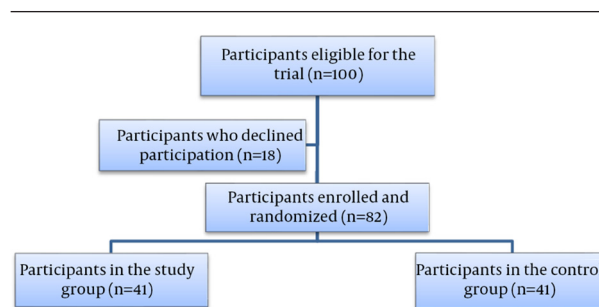 Participants eligible for the
trial (n=100)
Participants who declined
participation (n=18)
Participants enrolled and
randomized (n=82)
Participants in the study
group (n=41)
Participants in the contro
group (n=41)